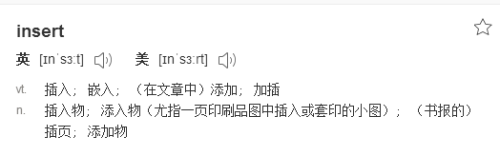 insert
英 [ɪnˈsɜːt] 美 [ɪnˈsɜːrt]
vt. 插入； 嵌入； （在文章中）添加； 加插
n. 插入物； 添入物（尤指一页印刷品图中插入或套印的小图）； （书报的）
插页； 添加物